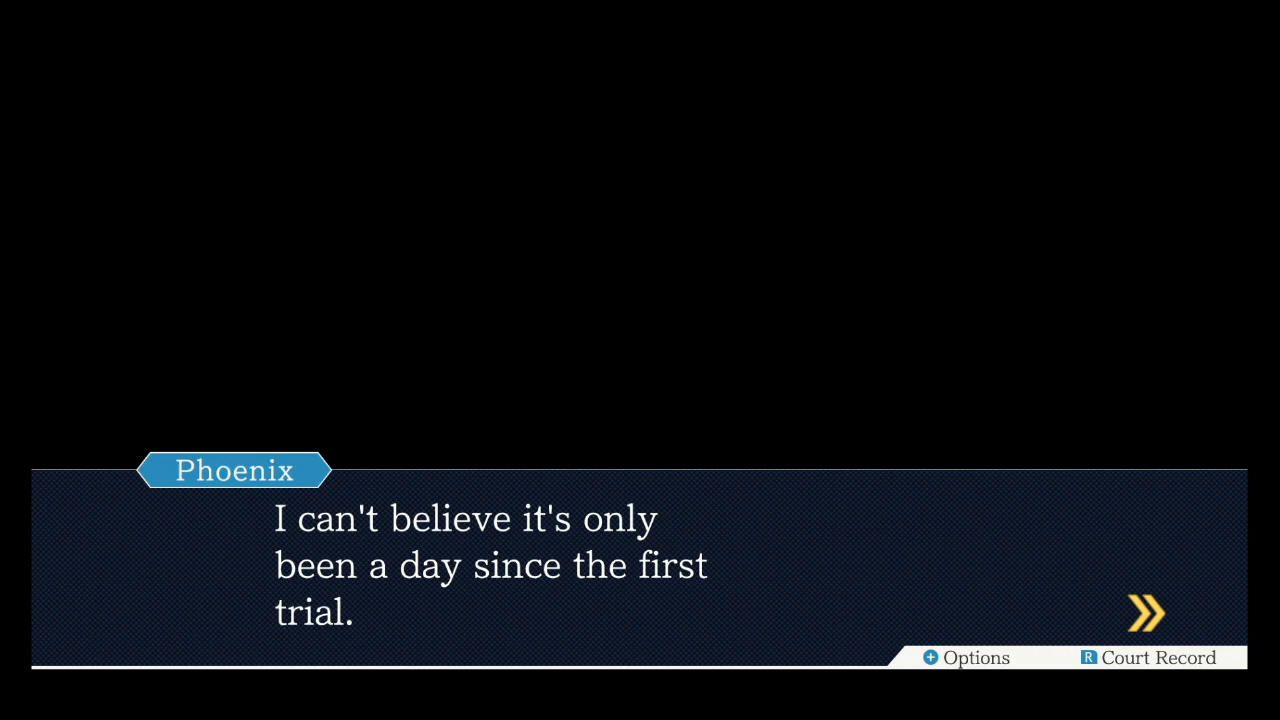 Phoenix
I can't believe it's only
been a day since the first
trial.
+ Options R Court Record